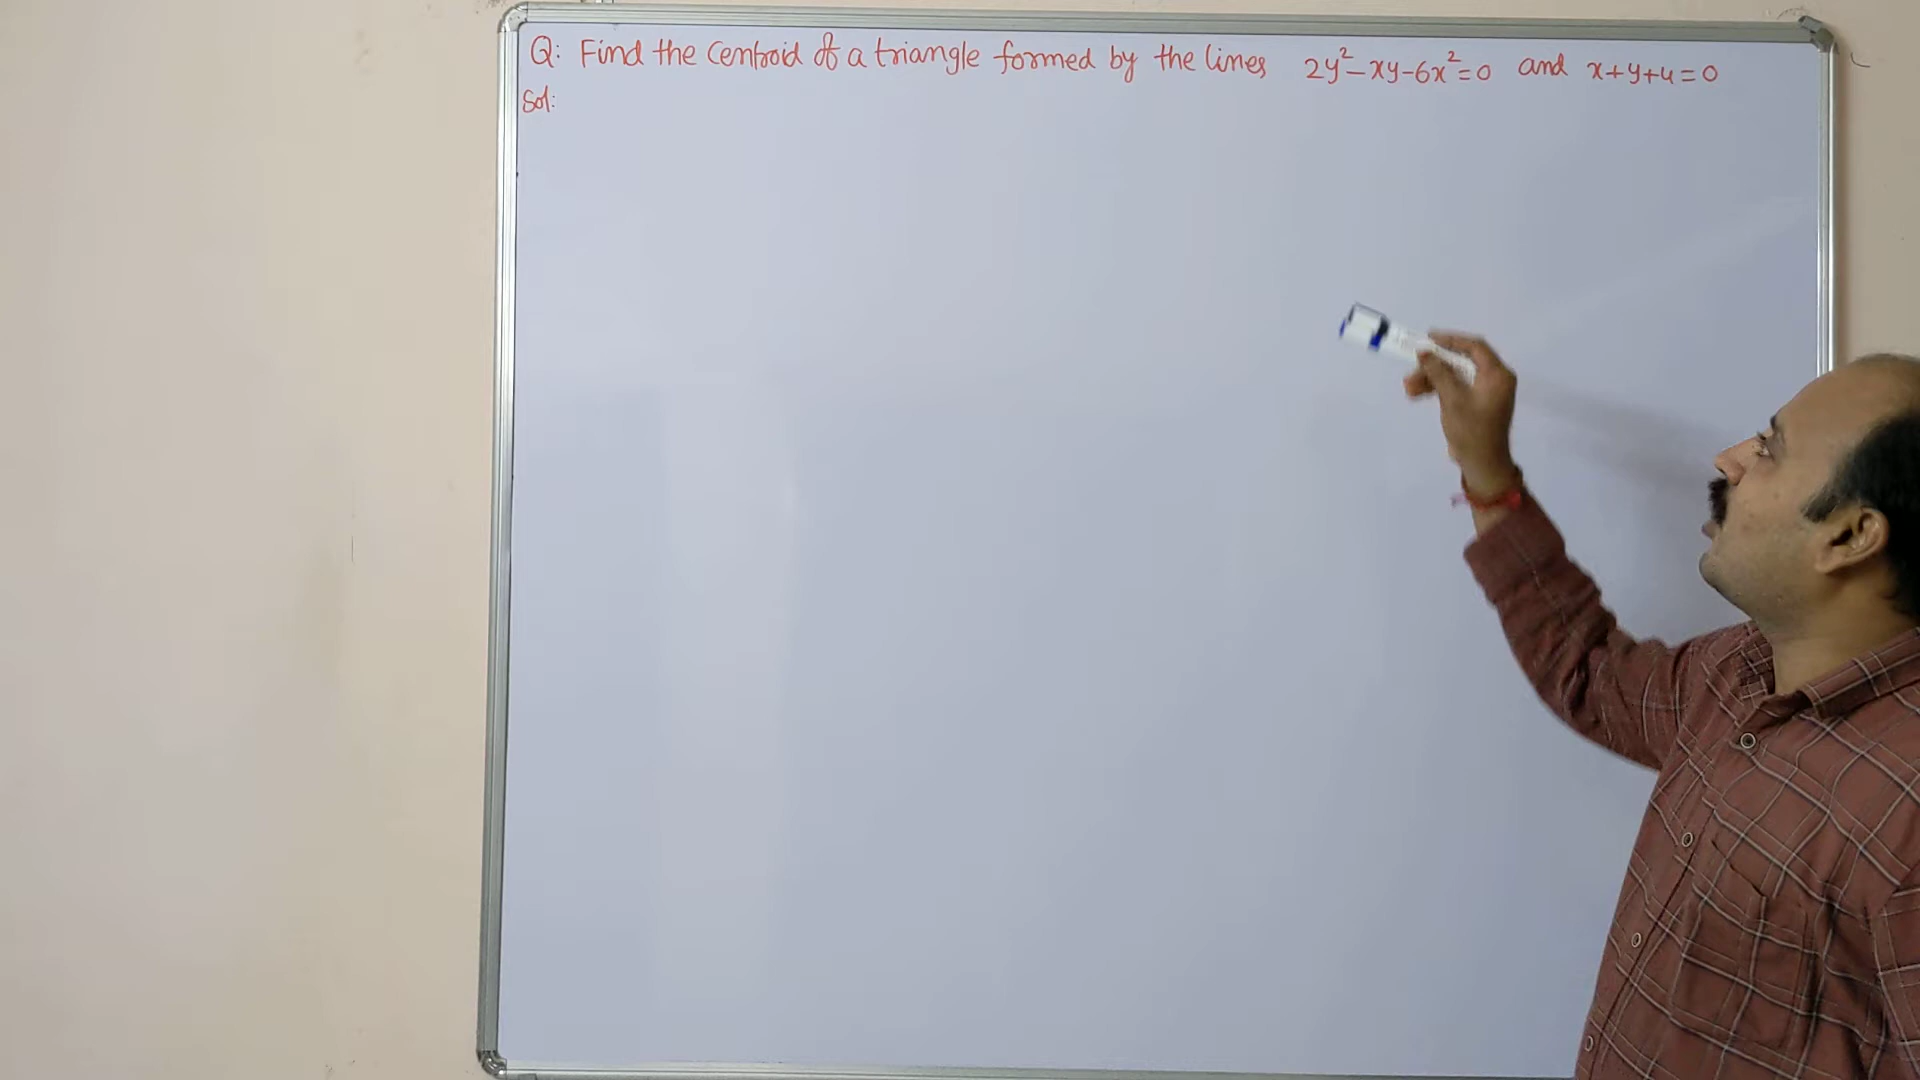 Q: Find the Centroid of a triangle formed by the lines 2y²-xy-6x²=0 and x+y+4=0
Sol: